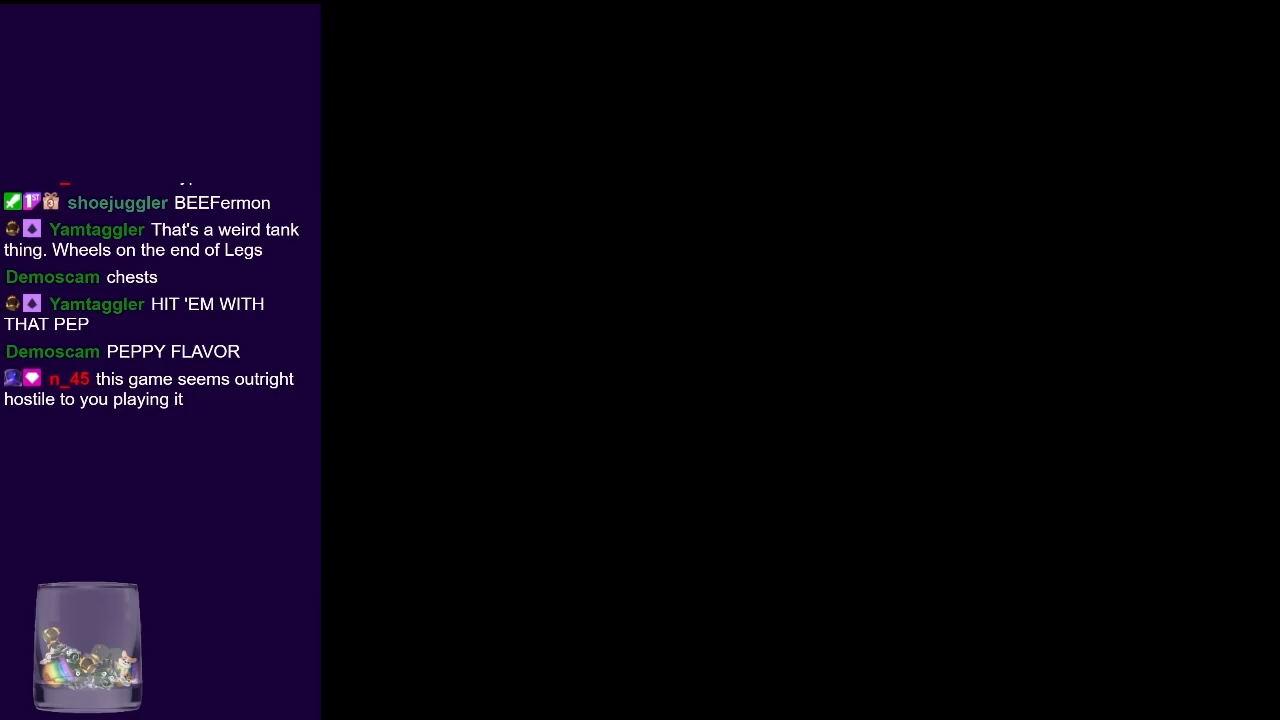 shoejuggler BEEFermon
Yamtaggler That's a weird tank
thing. Wheels on the end of Legs
Demoscam chests
Yamtaggler HIT 'EM WITH
THAT PEP
Demoscam PEPPY FLAVOR
n_45 this game seems outright
hostile to you playing it